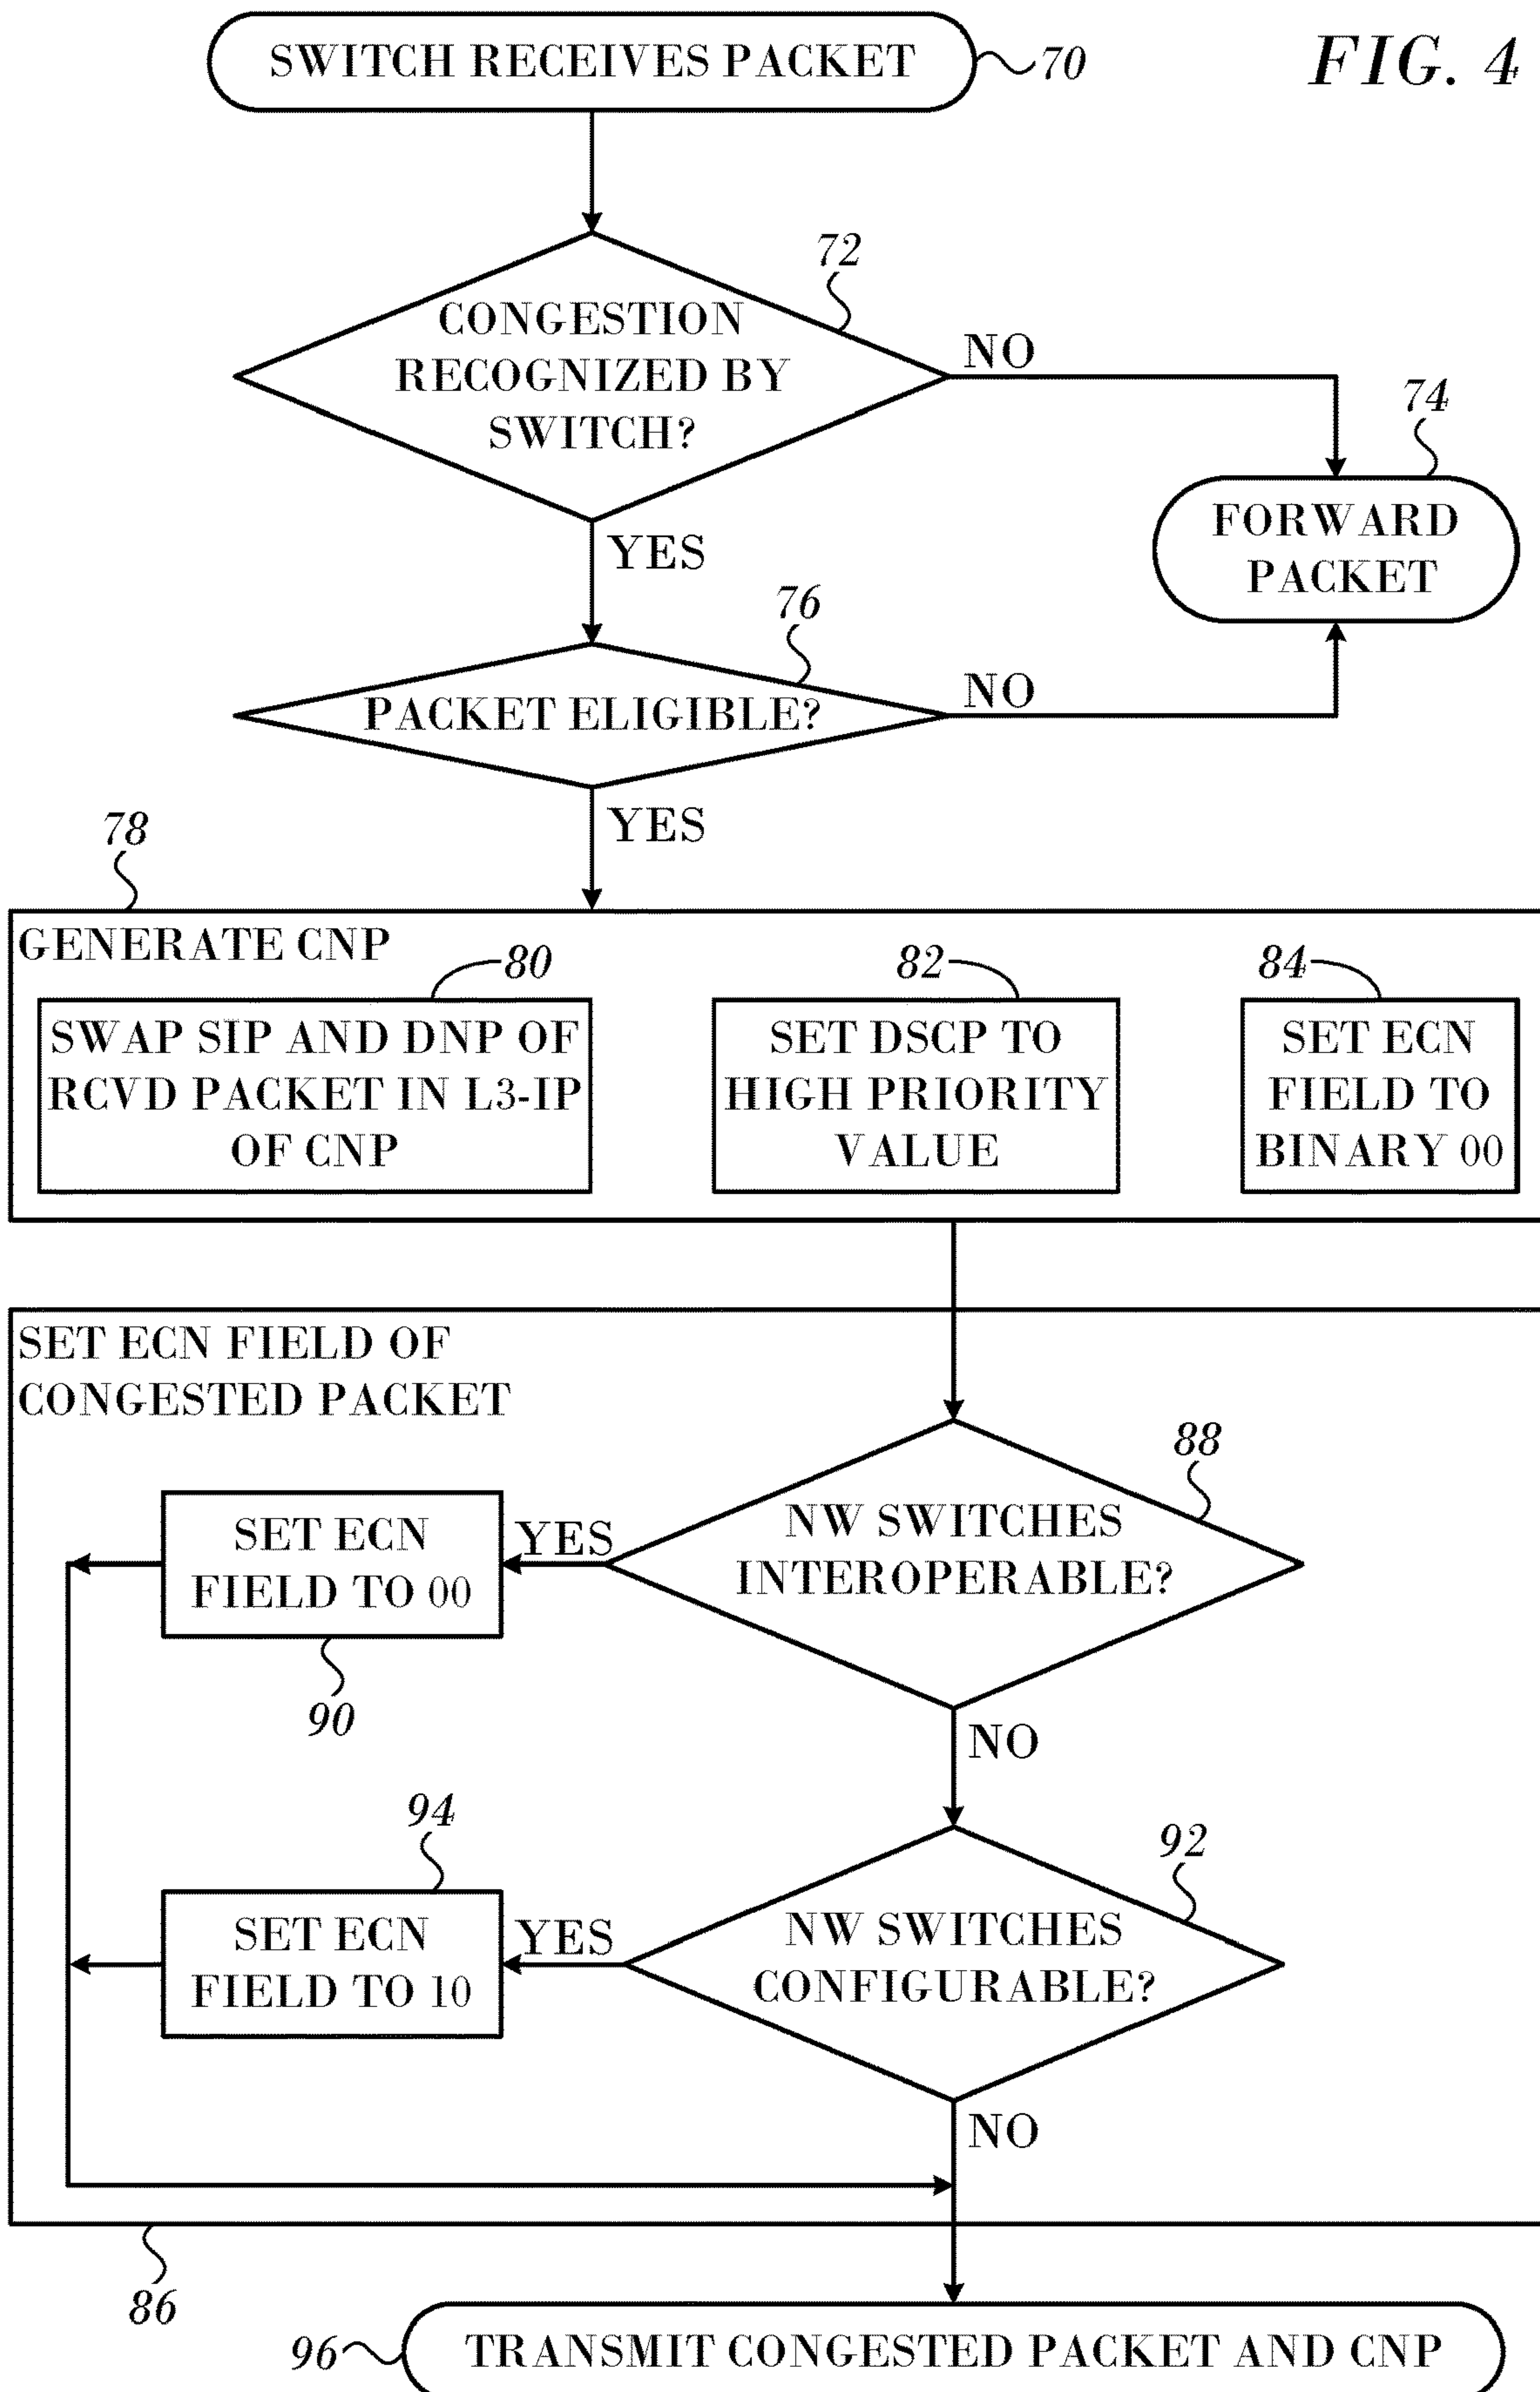 FIG. 4
SWITCH RECEIVES PACKET
70
72
CONGESTION
RECOGNIZED BY
SWITCH?
NO
74
FORWARD
PACKET
YES
76
PACKET ELIGIBLE?
NO
YES
78
GENERATE CNP
80
SWAP SIP AND DNP OF
RCVD PACKET IN L3-IP
OF CNP
82
SET DSCP TO
HIGH PRIORITY
VALUE
84
SET ECN
FIELD TO
BINARY 00
SET ECN FIELD OF
CONGESTED PACKET
88
NW SWITCHES
INTEROPERABLE?
YES
SET ECN
FIELD TO 00
90
NO
92
NW SWITCHES
CONFIGURABLE?
YES
94
SET ECN
FIELD TO 10
NO
86
96
TRANSMIT CONGESTED PACKET AND CNP